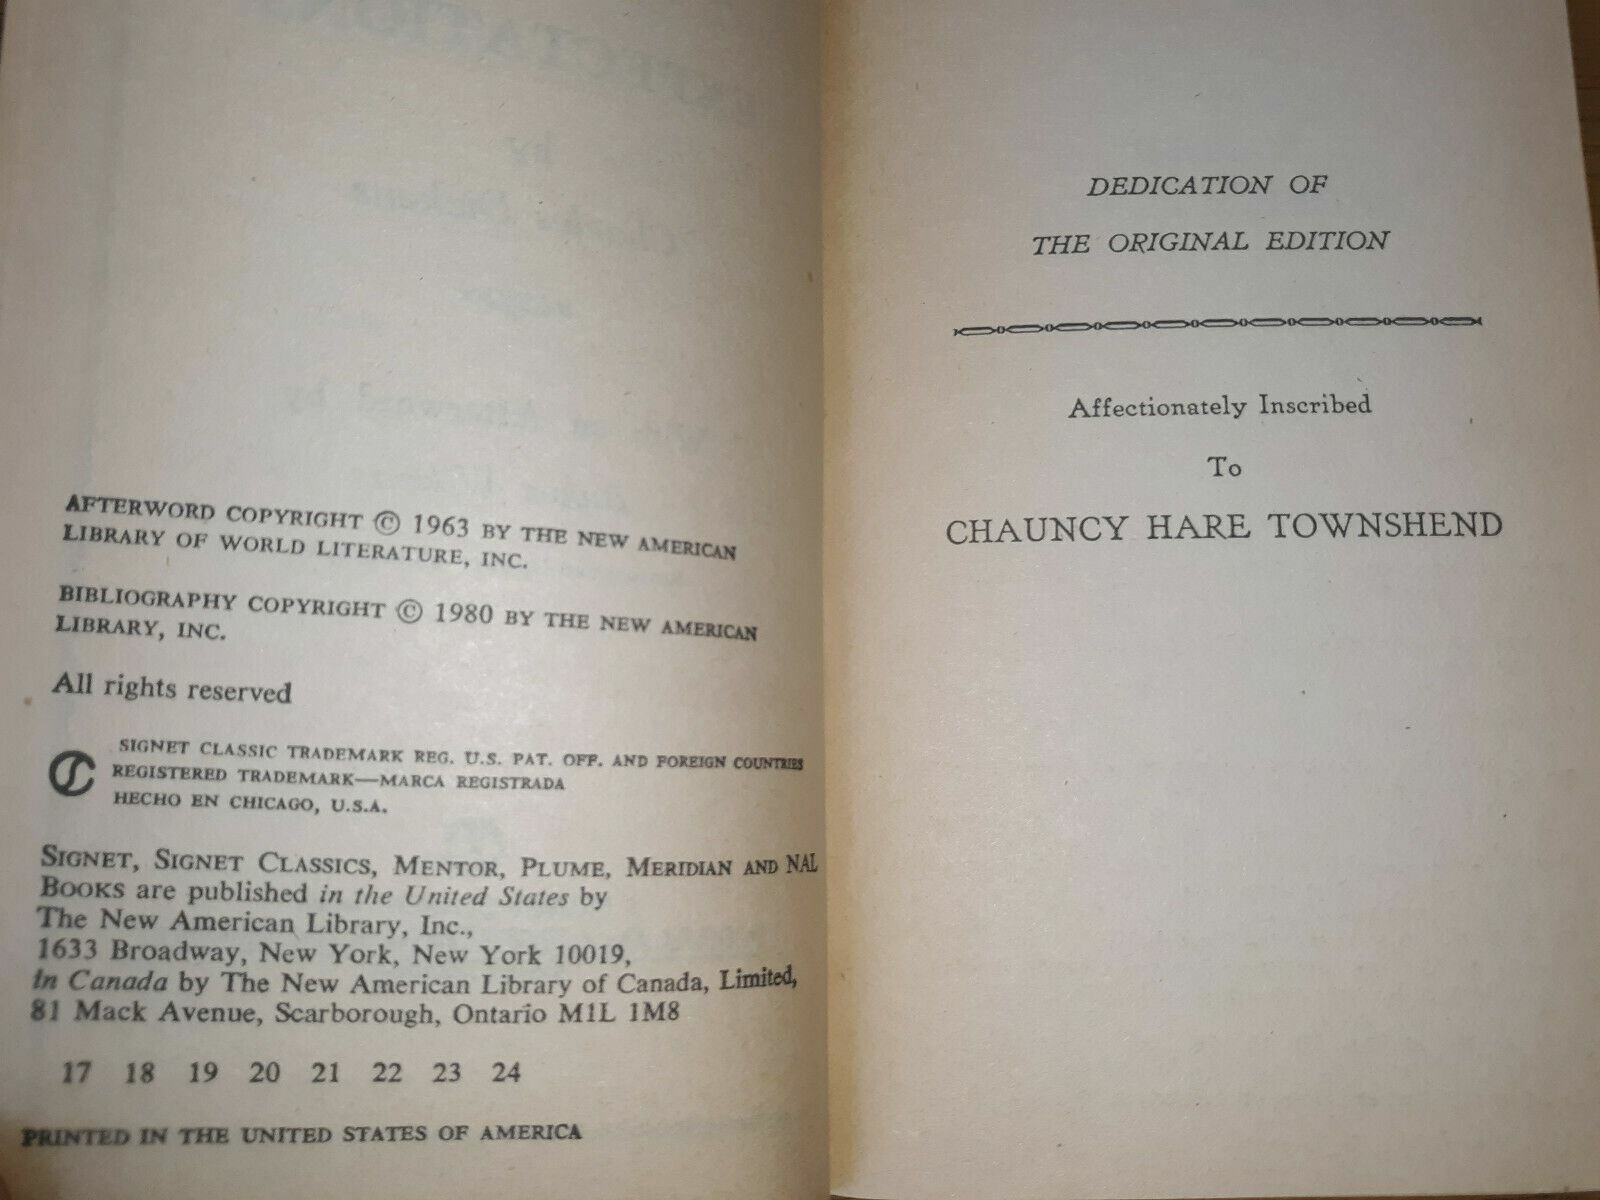 AFTERWORD COPYRIGHT © 1963 BY THE NEW AMERICAN
LIBRARY OF WORLD LITERATURE, INC.
BIBLIOGRAPHY COPYRIGHT © 1980 BY THE NEW AMERICAN
LIBRARY, INC.
All rights reserved
SIGNET CLASSIC TRADEMARK REG. U.S. PAT. OFF. AND FOREIGN COUNTRIES
REGISTERED TRADEMARK—MARCA REGISTRADA
HECHO EN CHICAGO, U.S.A.
SIGNET, SIGNET CLASSICS, MENTOR, PLUME, MERIDIAN AND NAL
BOOKS are published in the United States by
The New American Library, Inc.,
1633 Broadway, New York, New York 10019,
in Canada by The New American Library of Canada, Limited,
81 Mack Avenue, Scarborough, Ontario M1L 1M8
17 18 19 20 21 22 23 24
PRINTED IN THE UNITED STATES OF AMERICA
DEDICATION OF
THE ORIGINAL EDITION
Affectionately Inscribed
To
CHAUNCY HARE TOWNSHEND